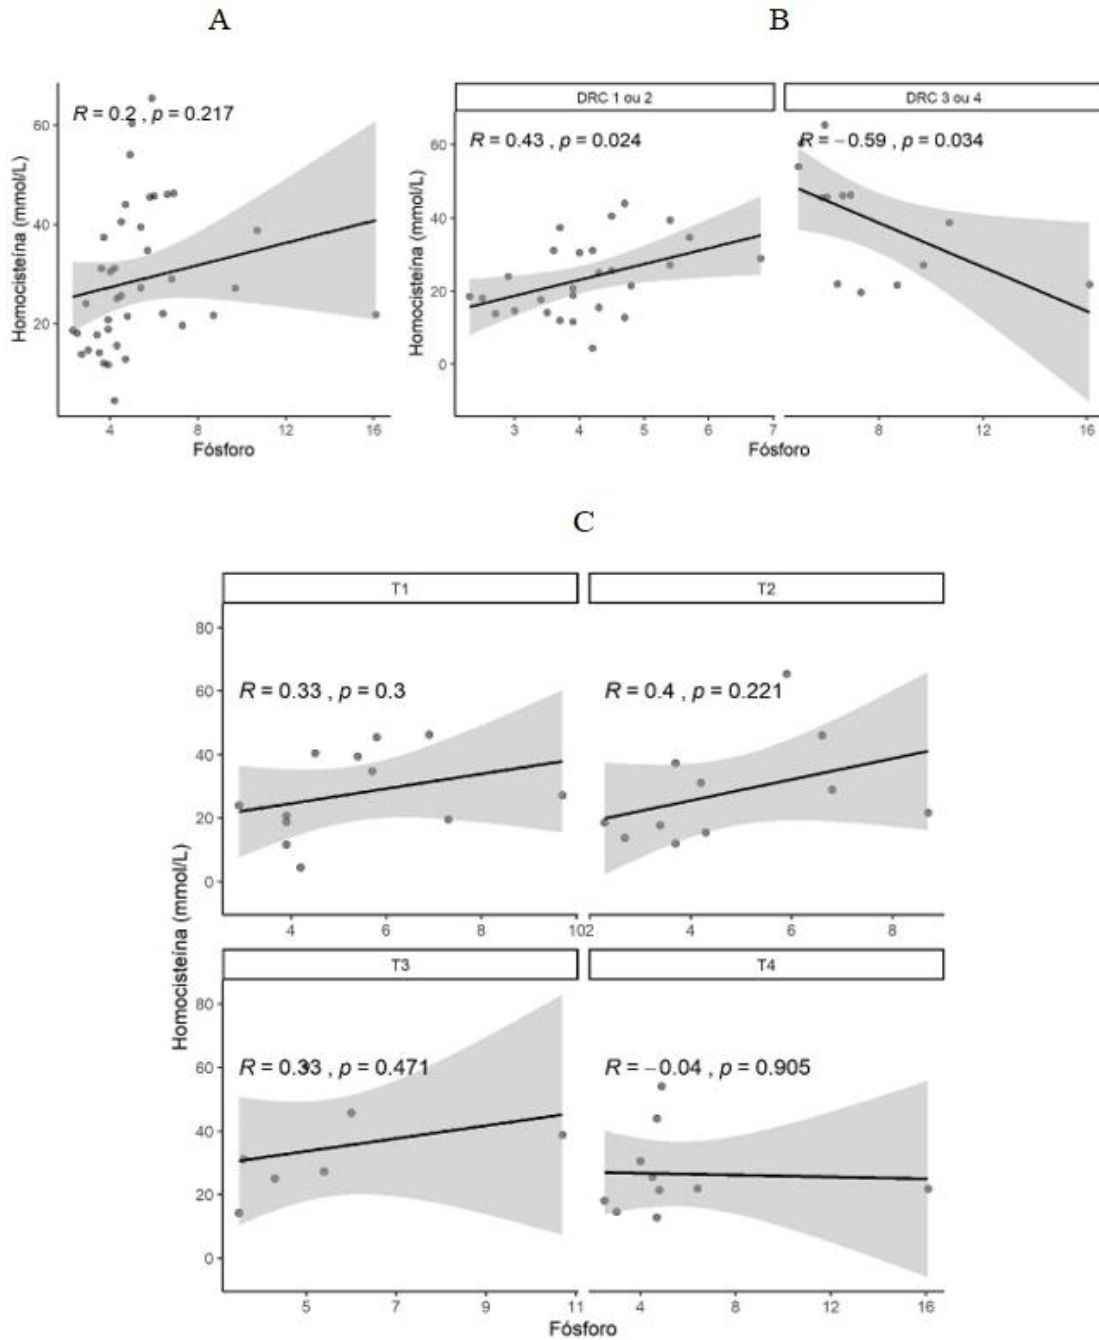 A
B
R = 0.2 , p = 0.217
Homocisteína (mmol/L)
60
40
20
4
8
12
16
Fósforo
DRC 1 ou 2
DRC 3 ou 4
R = 0.43 , p = 0.024
R = −0.59 , p = 0.034
Homocisteína (mmol/L)
60
40
20
0
3
4
5
6
7
8
12
16
Fósforo
C
T1
T2
R = 0.33 , p = 0.3
R = 0.4 , p = 0.221
80
60
40
20
0
4
6
8
10
2
4
6
8
Homocisteína (mmol/L)
T3
T4
R = 0.33 , p = 0.471
R = −0.04 , p = 0.905
80
60
40
20
0
5
7
9
11
4
8
12
16
Fósforo